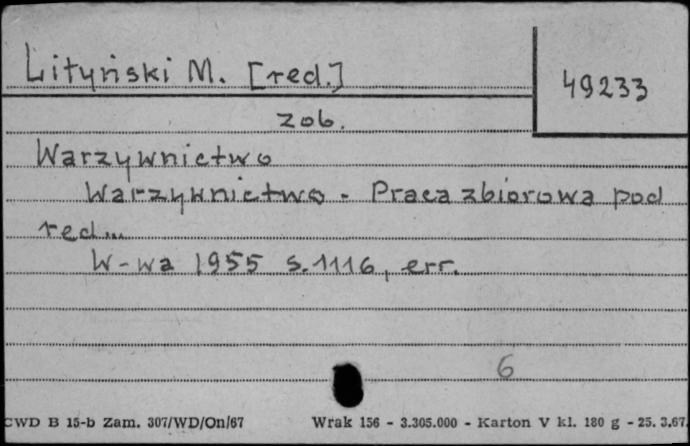 Lityński M. [red.]
49233
zob.
Warzywnictwo
Warzywnictwo - Praca zbiorowa pod
red...
W-wa 1955 s. 1116, err.
6
CWD B 15-b Zam. 307/WD/On/67 Wrak 156 - 3.305.000 - Karton V kl. 180 g - 25. 3.67